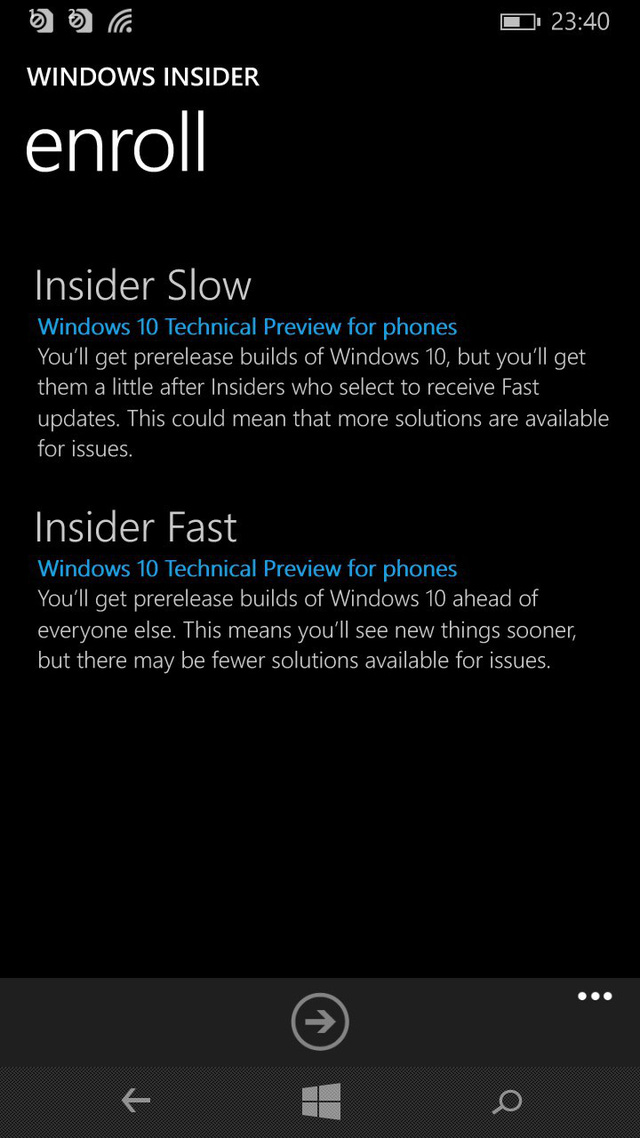 23:40
WINDOWS INSIDER
enroll
Insider Slow
Windows 10 Technical Preview for phones
You'll get prerelease builds of Windows 10, but you'll get
them a little after Insiders who select to receive Fast
updates. This could mean that more solutions are available
for issues.
Insider Fast
Windows 10 Technical Preview for phones
You'll get prerelease builds of Windows 10 ahead of
everyone else. This means you'll see new things sooner,
but there may be fewer solutions available for issues.